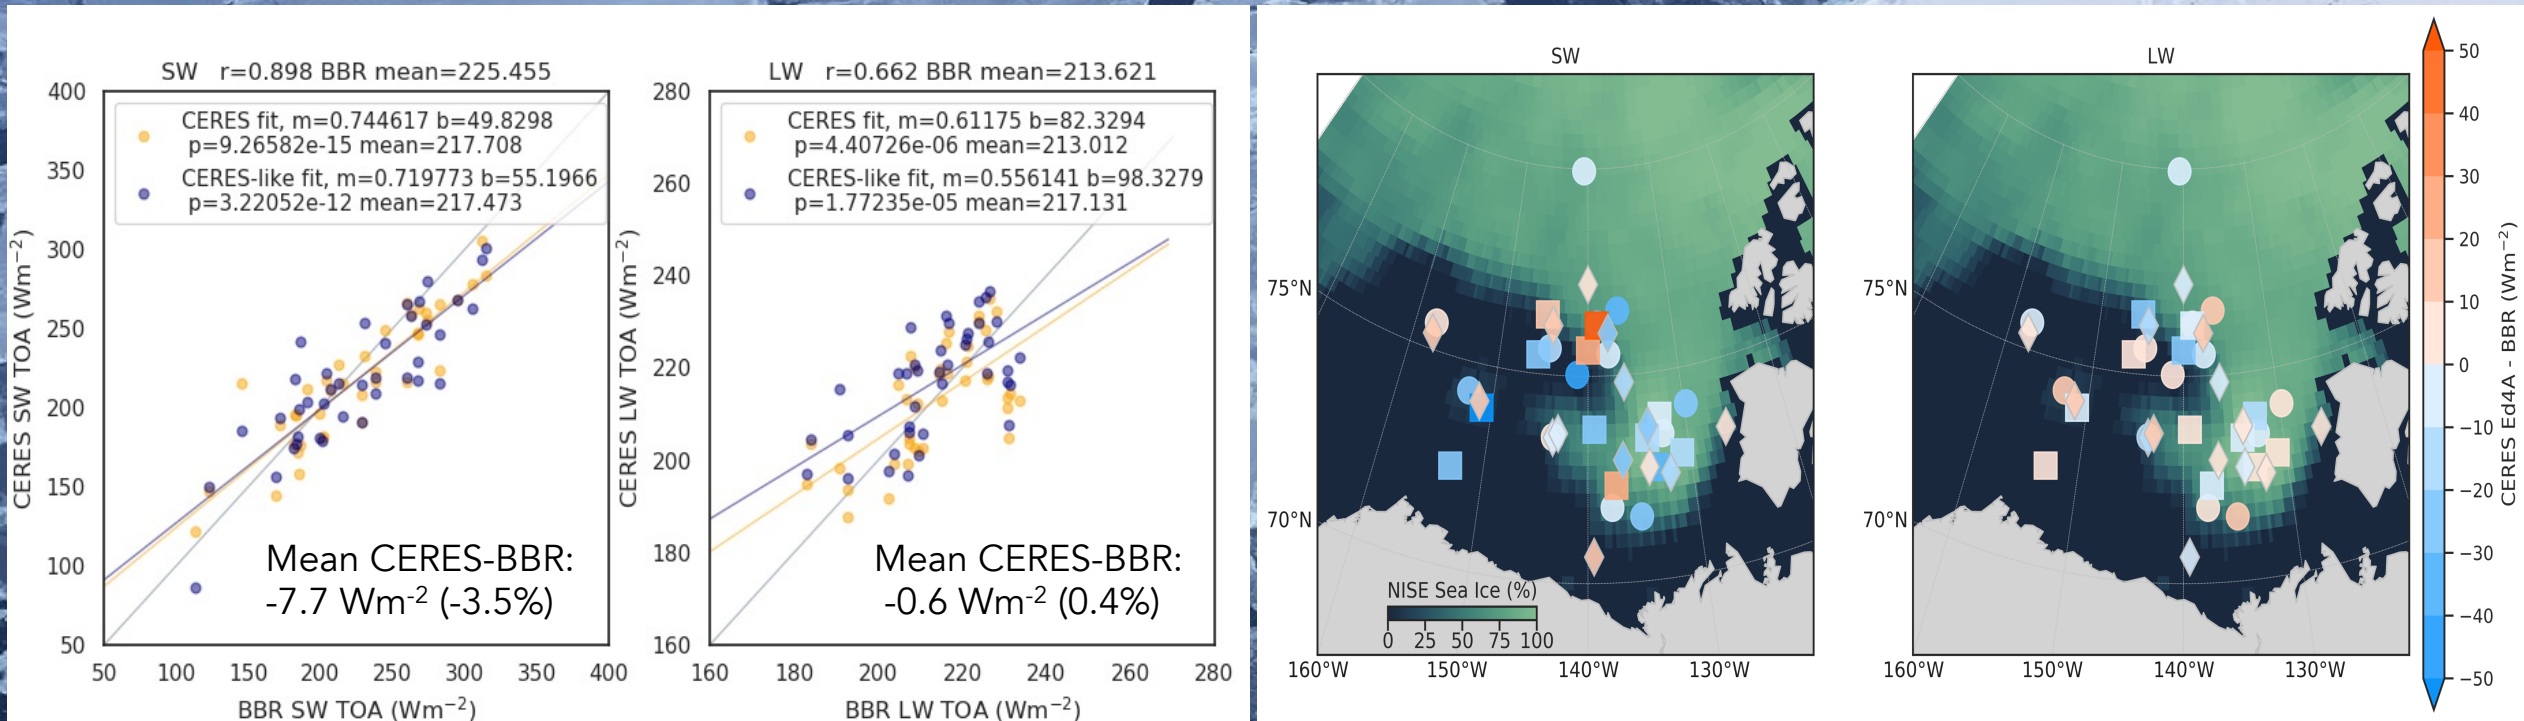 SW r=0.898 BBR mean=225.455
400
350
300
250
200
150
100
50
CERES SW TOA (Wm⁻²)
CERES fit, m=0.744617 b=49.8298
p=9.26582e-15 mean=217.708
CERES-like fit, m=0.719773 b=55.1966
p=3.22052e-12 mean=217.473
Mean CERES-BBR:
-7.7 Wm⁻² (-3.5%)
50 100 150 200 250 300 350 400
BBR SW TOA (Wm⁻²)
LW r=0.662 BBR mean=213.621
280
260
240
220
200
180
160
CERES LW TOA (Wm⁻²)
CERES fit, m=0.61175 b=82.3294
p=4.40726e-06 mean=213.012
CERES-like fit, m=0.556141 b=98.3279
p=1.77235e-05 mean=217.131
Mean CERES-BBR:
-0.6 Wm⁻² (0.4%)
160 180 200 220 240 260 280
BBR LW TOA (Wm⁻²)
SW
75°N
70°N
NISE Sea Ice (%)
0 25 50 75 100
160°W 150°W 140°W 130°W
LW
75°N
70°N
160°W 150°W 140°W 130°W
50
40
30
20
10
0
−10
−20
−30
−40
−50
CERES Ed4A - BBR (Wm⁻²)